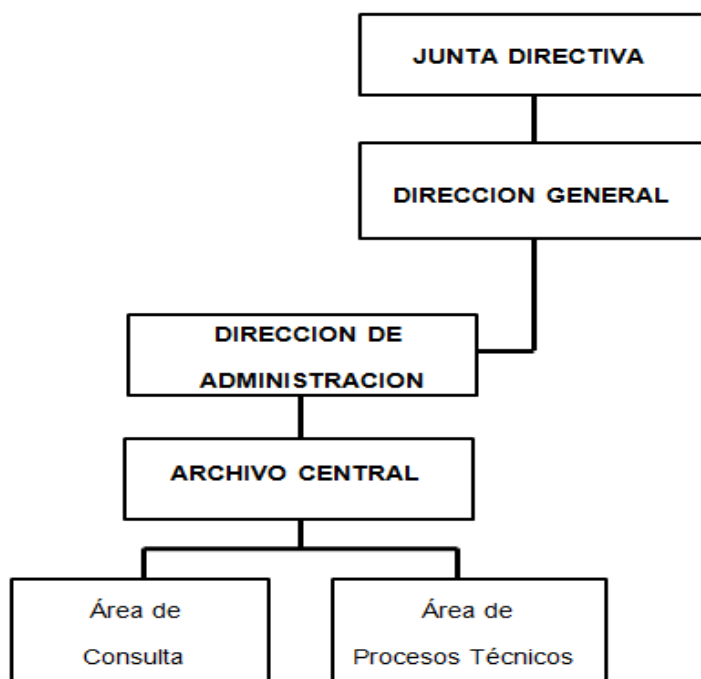 JUNTA DIRECTIVA
DIRECCION GENERAL
DIRECCION DE
ADMINISTRACION
ARCHIVO CENTRAL
Área de
Consulta
Área de
Procesos Técnicos